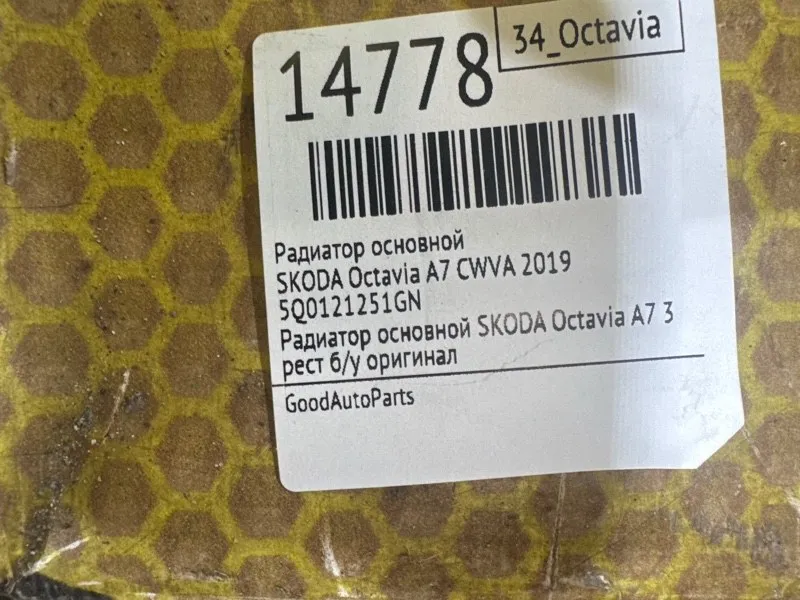 34_Octavia
14778
Радиатор основной
SKODA Octavia A7 CWVA 2019
5Q0121251GN
Радиатор основной SKODA Octavia A7 3
рест б/у оригинал
GoodAutoParts